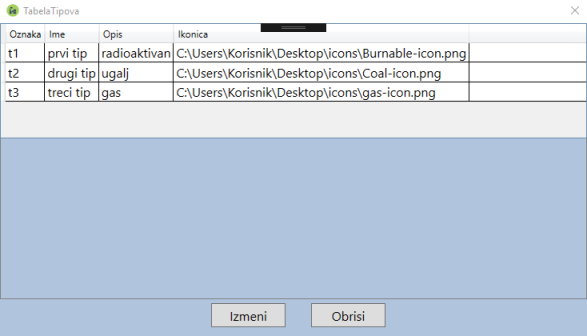 TabelaTipova
Oznaka Ime Opis Ikonica
t1 prvi tip radioaktivan C:\Users\Korisnik\Desktop\icons\Burnable-icon.png
t2 drugi tip ugalj C:\Users\Korisnik\Desktop\icons\Coal-icon.png
t3 treci tip gas C:\Users\Korisnik\Desktop\icons\gas-icon.png
Izmeni Obrisi